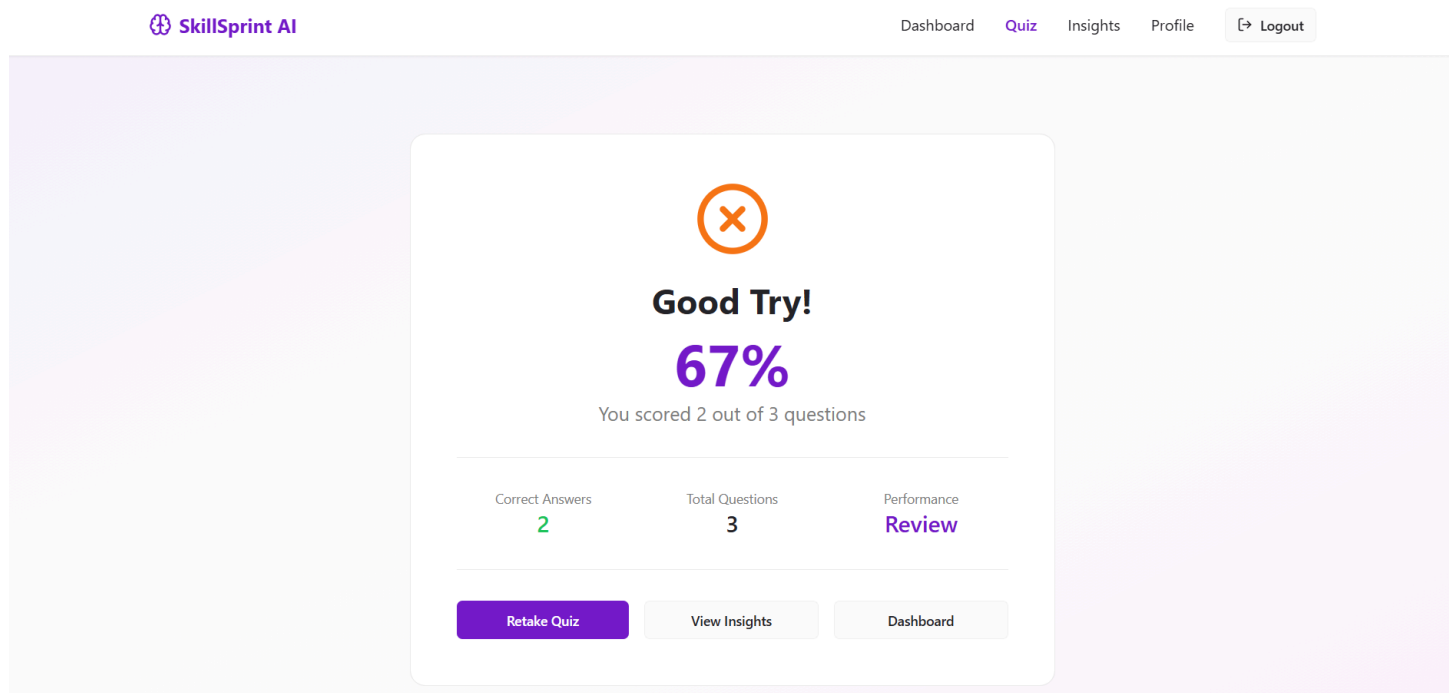 SkillSprint AI
Dashboard Quiz Insights Profile Logout
Good Try!
67%
You scored 2 out of 3 questions
Correct Answers Total Questions Performance
2 3 Review
Retake Quiz View Insights Dashboard